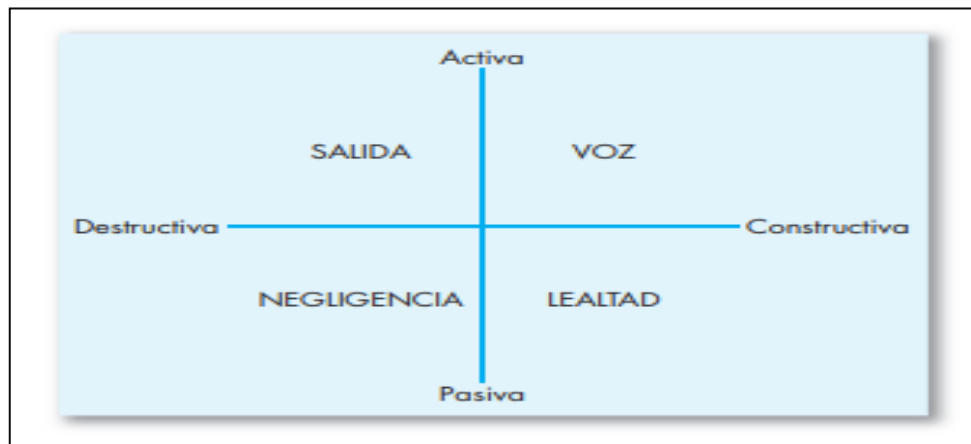 Activa
SALIDA VOZ
Destructiva Constructiva
NEGLIGENCIA LEALTAD
Pasiva